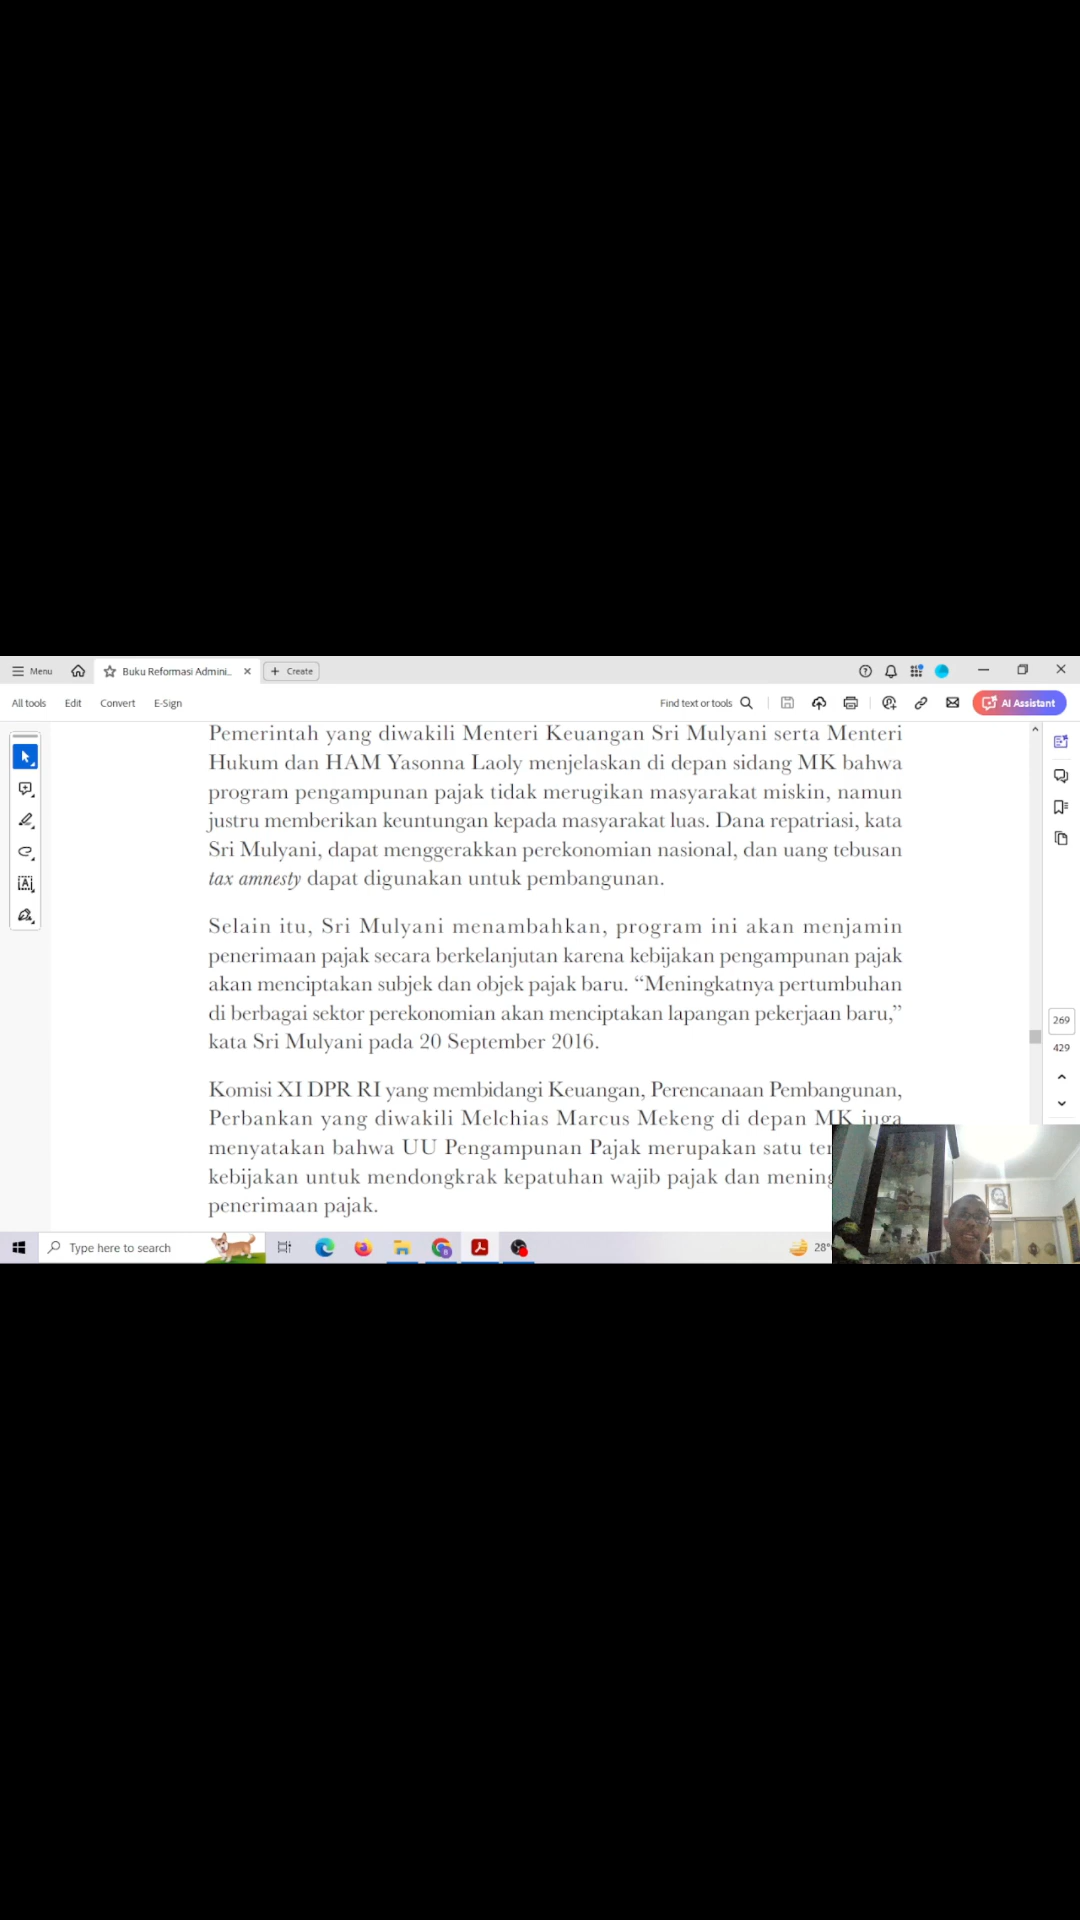 Menu
Buku Reformasi Admini...
Create
All tools
Edit
Convert
E-Sign
Find text or tools
AI Assistant
Pemerintah yang diwakili Menteri Keuangan Sri Mulyani serta Menteri
Hukum dan HAM Yasonna Laoly menjelaskan di depan sidang MK bahwa
program pengampunan pajak tidak merugikan masyarakat miskin, namun
justru memberikan keuntungan kepada masyarakat luas. Dana repatriasi, kata
Sri Mulyani, dapat menggerakkan perekonomian nasional, dan uang tebusan
tax amnesty dapat digunakan untuk pembangunan.
Selain itu, Sri Mulyani menambahkan, program ini akan menjamin
penerimaan pajak secara berkelanjutan karena kebijakan pengampunan pajak
akan menciptakan subjek dan objek pajak baru. “Meningkatnya pertumbuhan
di berbagai sektor perekonomian akan menciptakan lapangan pekerjaan baru,”
kata Sri Mulyani pada 20 September 2016.
Komisi XI DPR RI yang membidangi Keuangan, Perencanaan Pembangunan,
Perbankan yang diwakili Melchias Marcus Mekeng di depan MK juga
menyatakan bahwa UU Pengampunan Pajak merupakan satu ter
kebijakan untuk mendongkrak kepatuhan wajib pajak dan mening
penerimaan pajak.
269
429
Type here to search
28°